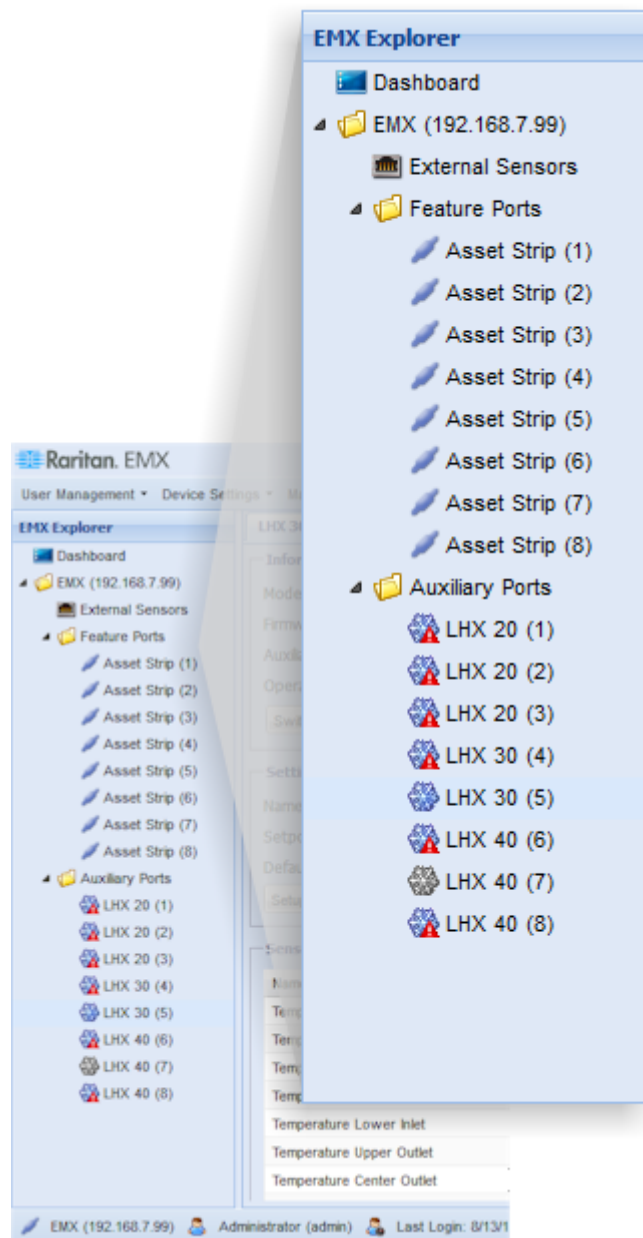 EMX Explorer
Dashboard
EMX (192.168.7.99)
External Sensors
Feature Ports
Asset Strip (1)
Asset Strip (2)
Asset Strip (3)
Asset Strip (4)
Asset Strip (5)
Asset Strip (6)
Asset Strip (7)
Asset Strip (8)
Auxiliary Ports
LHX 20 (1)
LHX 20 (2)
LHX 20 (3)
LHX 30 (4)
LHX 30 (5)
LHX 40 (6)
LHX 40 (7)
LHX 40 (8)
Raritan. EMX
User Management Device Settings
EMX Explorer
Dashboard
EMX (192.168.7.99)
External Sensors
Feature Ports
Asset Strip (1)
Asset Strip (2)
Asset Strip (3)
Asset Strip (4)
Asset Strip (5)
Asset Strip (6)
Asset Strip (7)
Asset Strip (8)
Auxiliary Ports
LHX 20 (1)
LHX 20 (2)
LHX 20 (3)
LHX 30 (4)
LHX 30 (5)
LHX 40 (6)
LHX 40 (7)
LHX 40 (8)
LHX
Temperature Lower Inlet
Temperature Upper Outlet
Temperature Center Outlet
EMX (192.168.7.99) Administrator (admin) Last Login: 8/13/1